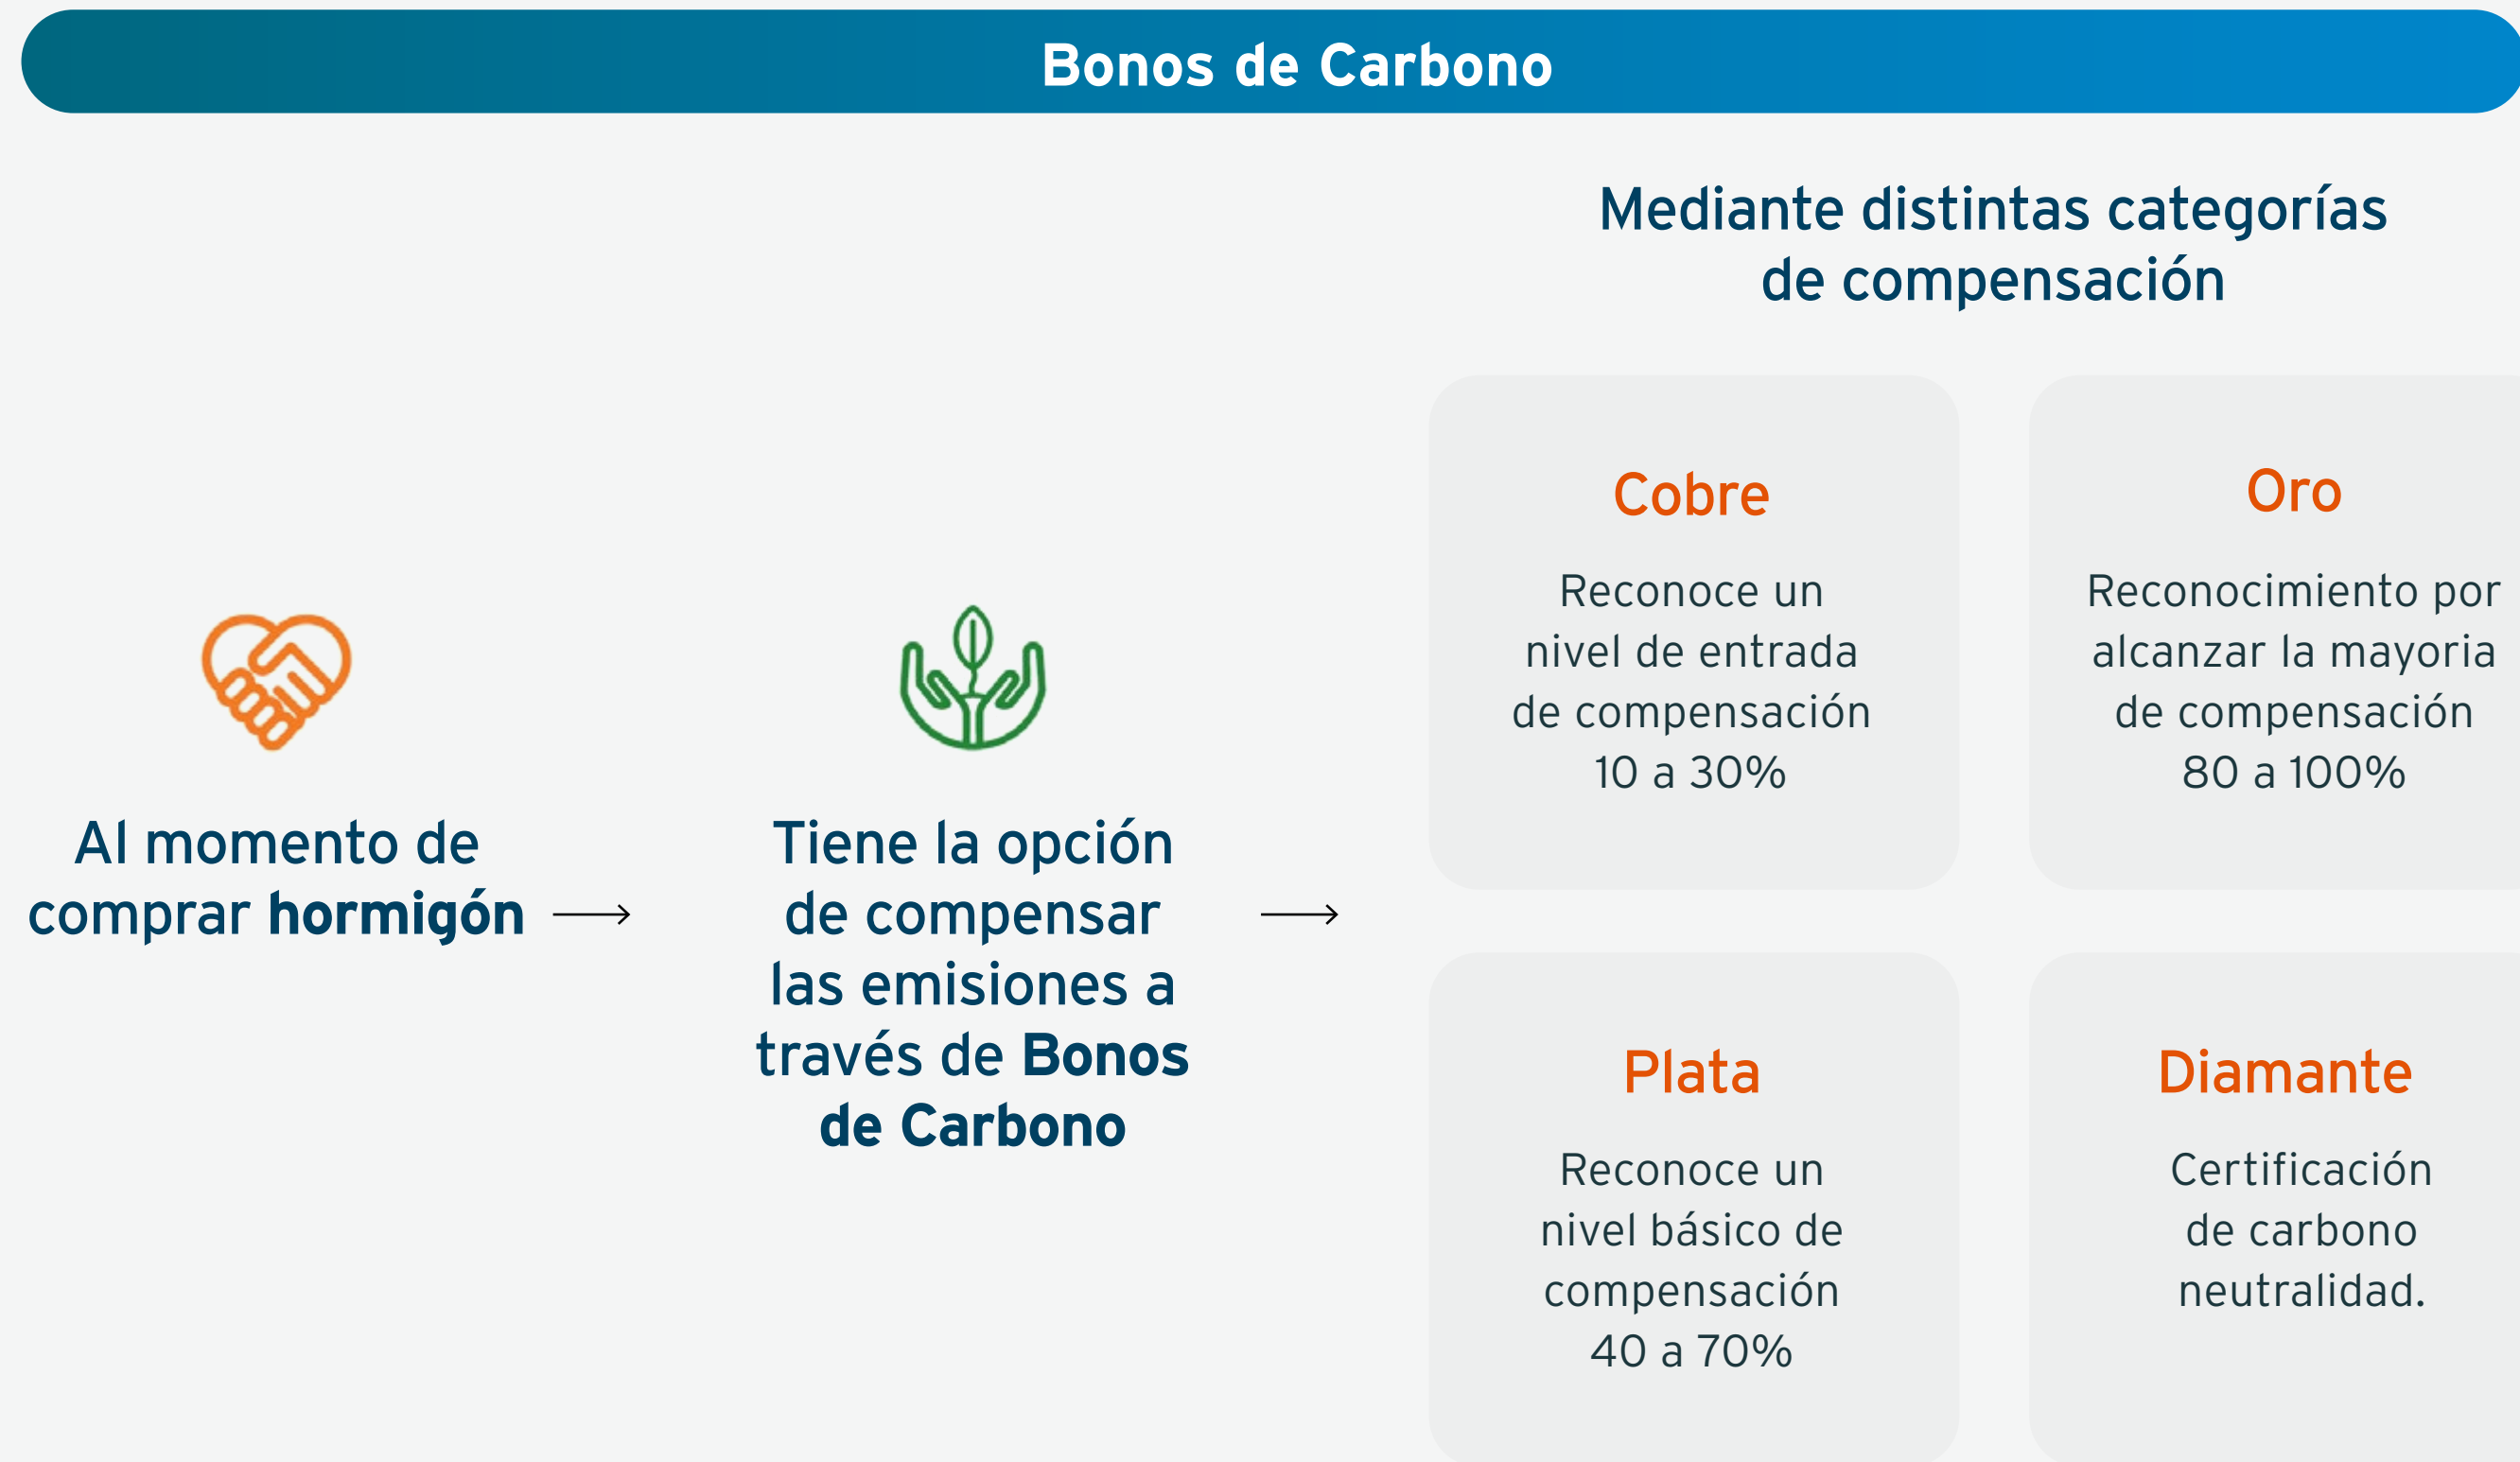 Bonos de Carbono
Al momento de
comprar hormigón
Tiene la opción
de compensar
las emisiones a
través de Bonos
de Carbono
Mediante distintas categorías
de compensación
Cobre
Reconoce un
nivel de entrada
de compensación
10 a 30%
Oro
Reconocimiento por
alcanzar la mayoria
de compensación
80 a 100%
Plata
Reconoce un
nivel básico de
compensación
40 a 70%
Diamante
Certificación
de carbono
neutralidad.